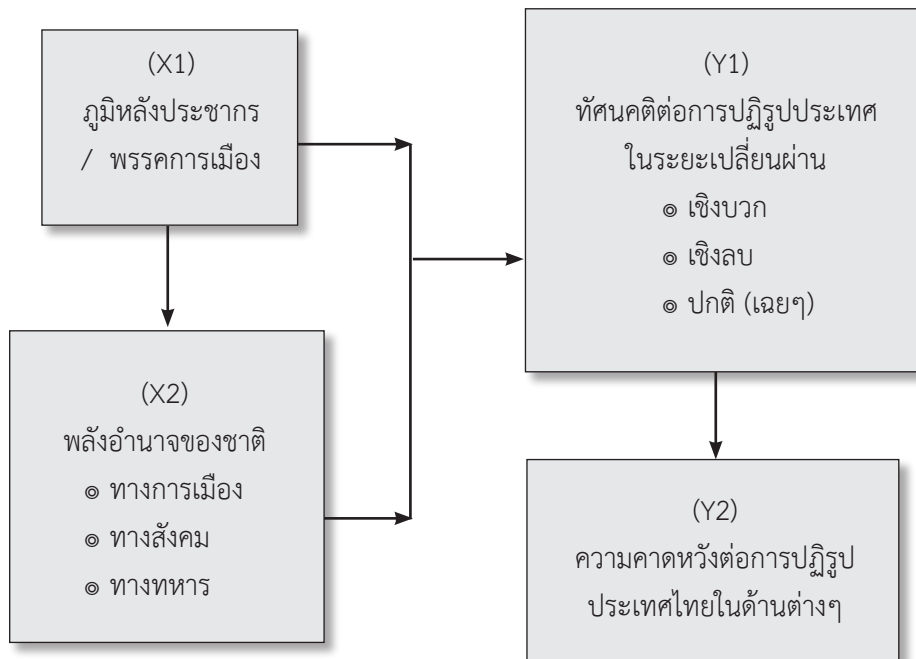 (X1)
ภูมิหลังประชากร
/ พรรคการเมือง
(X2)
พลังอำนาจของชาติ
๏ ทางการเมือง
๏ ทางสังคม
๏ ทางทหาร
(Y1)
ทัศนคติต่อการปฏิรูปประเทศ
ในระยะเปลี่ยนผ่าน
๏ เชิงบวก
๏ เชิงลบ
๏ ปกติ (เฉยๆ)
(Y2)
ความคาดหวังต่อการปฏิรูป
ประเทศไทยในด้านต่างๆ